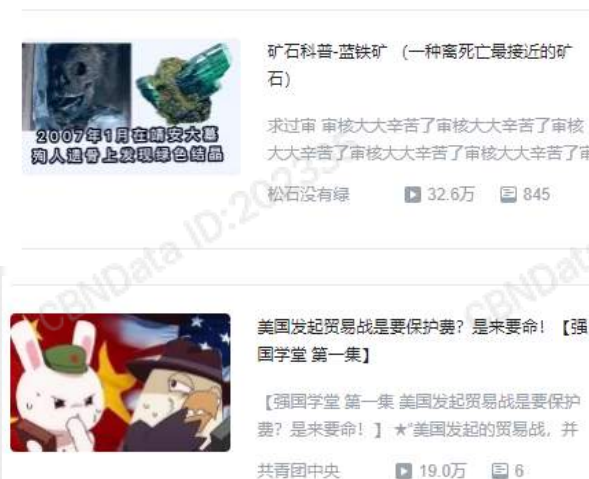 2007年1月在靖安大墓
殉人遗骨上发现绿色结晶
矿石科普-蓝铁矿 （一种离死亡最接近的矿
石）
求过审 审核大大辛苦了审核大大辛苦了审核
大大辛苦了审核大大辛苦了审核大大辛苦了审
松石没有绿
32.6万
845
CBNData ID:202335
CBNData
美国发起贸易战是要保护费？是来要命！【强
国学堂 第一集】
【强国学堂 第一集 美国发起贸易战是要保护
费？是来要命！】 ★“美国发起的贸易战，并
共青团中央
19.0万
6